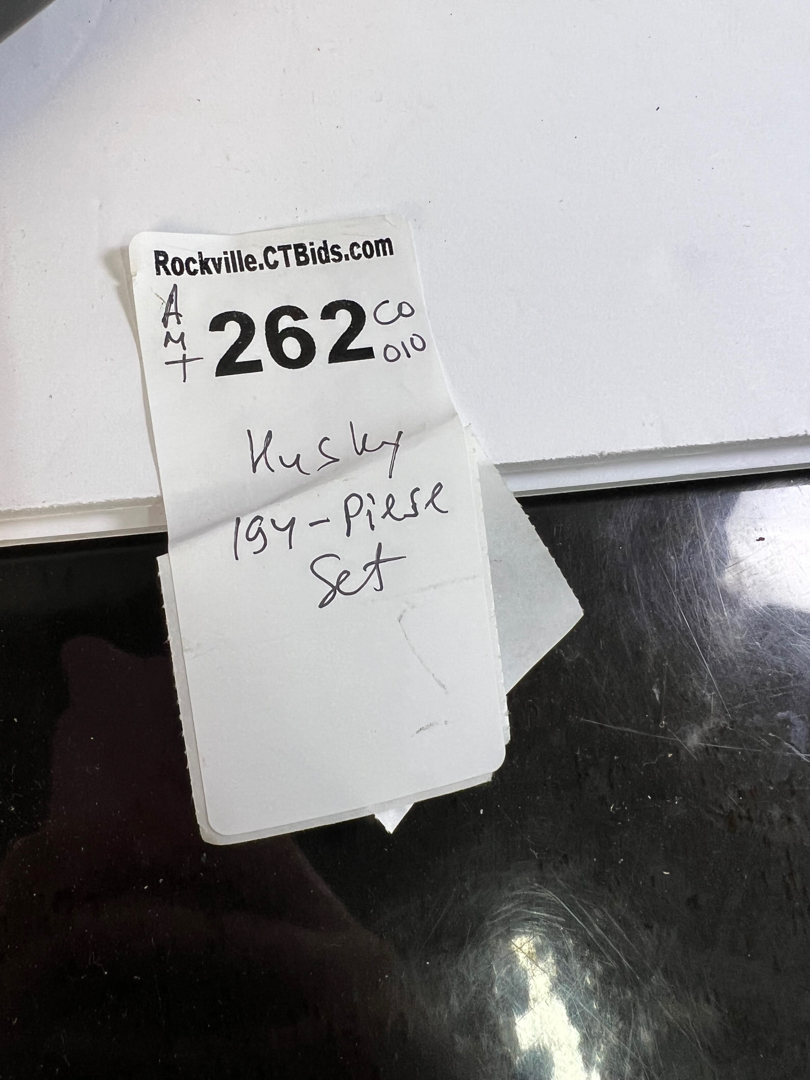 Rockville.CTBids.com
AMT 262 CO 010
Husky
194-Piese
Set